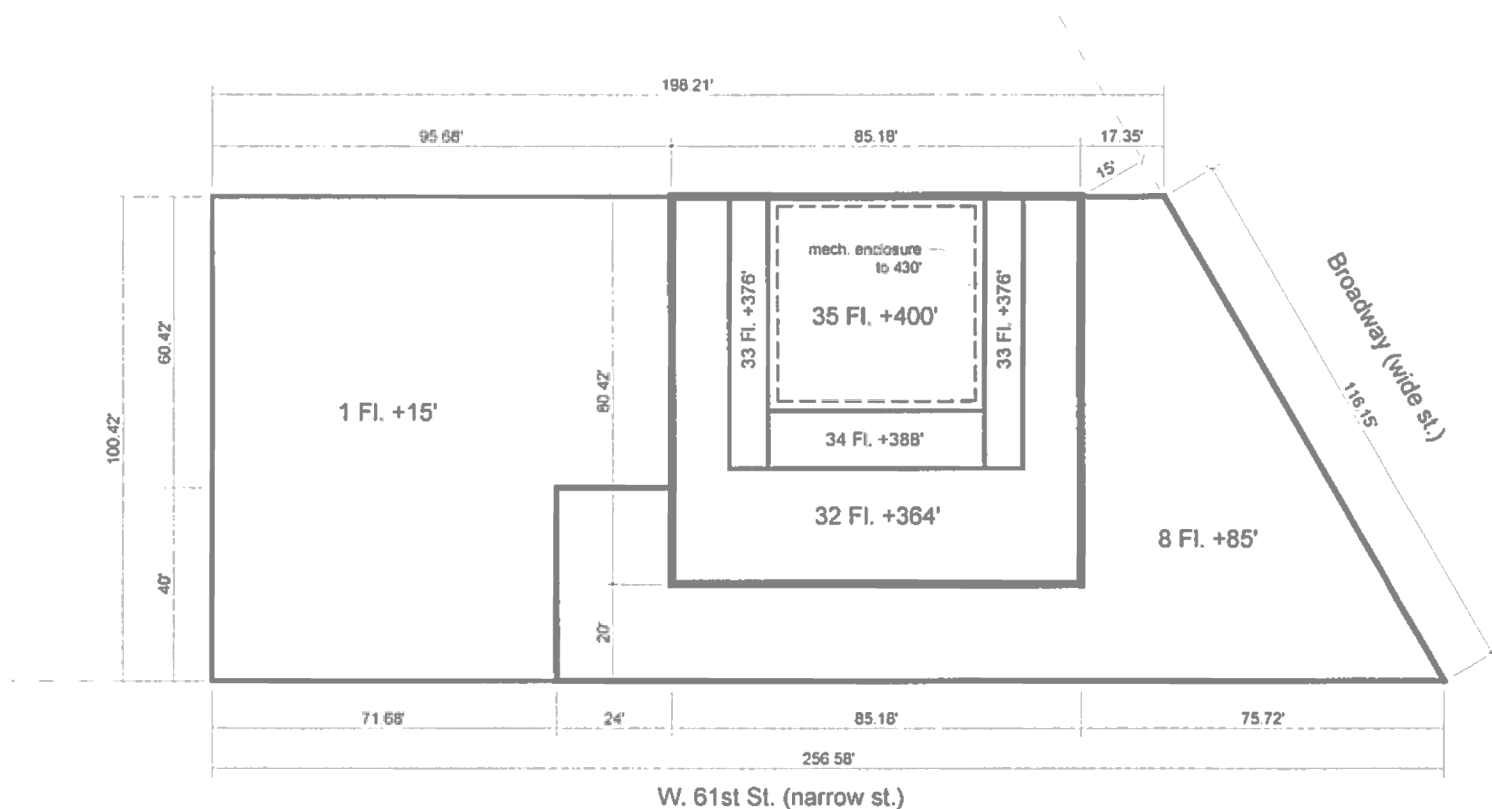 198.21'
95.68'
85.18'
17.35'
15'
mech. enclosure
to 430'
35 Fl. +400'
33 Fl. +376'
33 Fl. +376'
34 Fl. +388'
32 Fl. +364'
1 Fl. +15'
8 Fl. +85'
60.42'
100.42'
40'
80.42'
20'
Broadway (wide st.)
116.15'
71.68'
24'
85.18'
75.72'
256.58'
W. 61st St. (narrow st.)